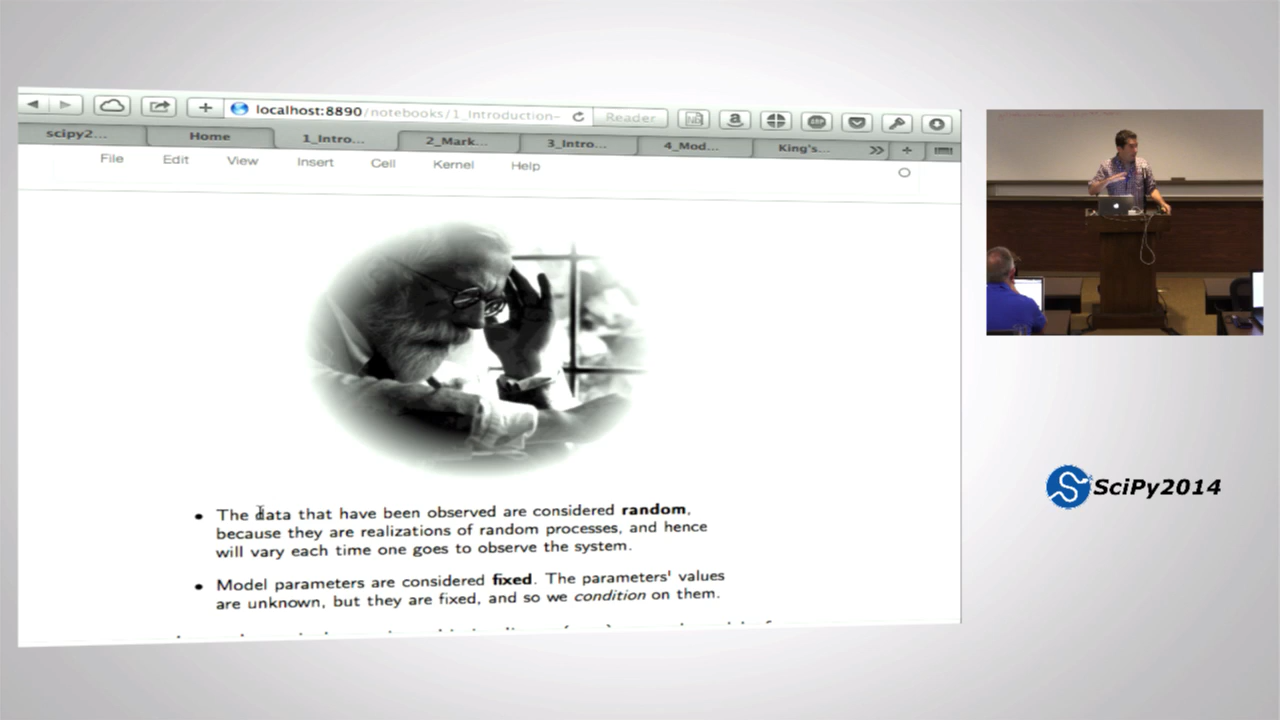 localhost:8890/notebooks/1_Introduction-
Reader
scipy2...
Home
1_Intro...
2_Mark...
3_Intro...
4_Mod...
King's...
File Edit View Insert Cell Kernel Help
• The data that have been observed are considered random,
because they are realizations of random processes, and hence
will vary each time one goes to observe the system.
• Model parameters are considered fixed. The parameters' values
are unknown, but they are fixed, and so we condition on them.
SciPy2014